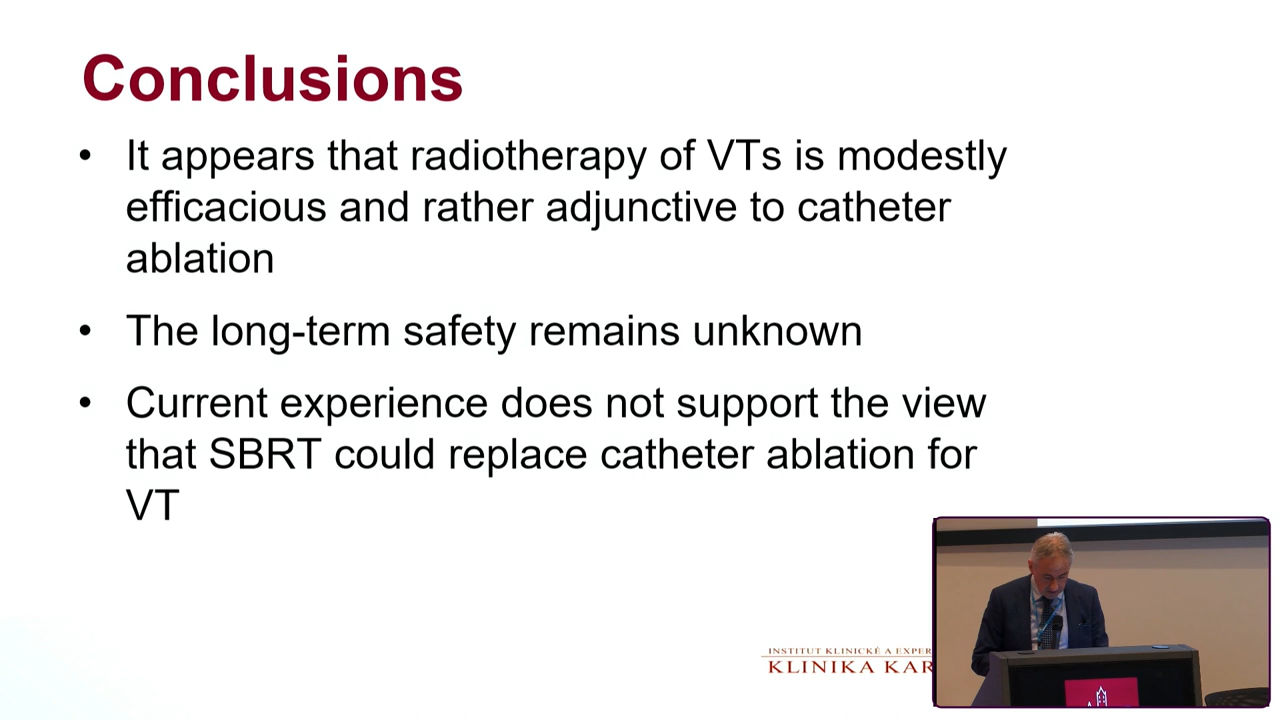 Conclusions
• It appears that radiotherapy of VTs is modestly
efficacious and rather adjunctive to catheter
ablation
• The long-term safety remains unknown
• Current experience does not support the view
that SBRT could replace catheter ablation for
VT
INSTITUT KLINICKÉ A
KLINIKA